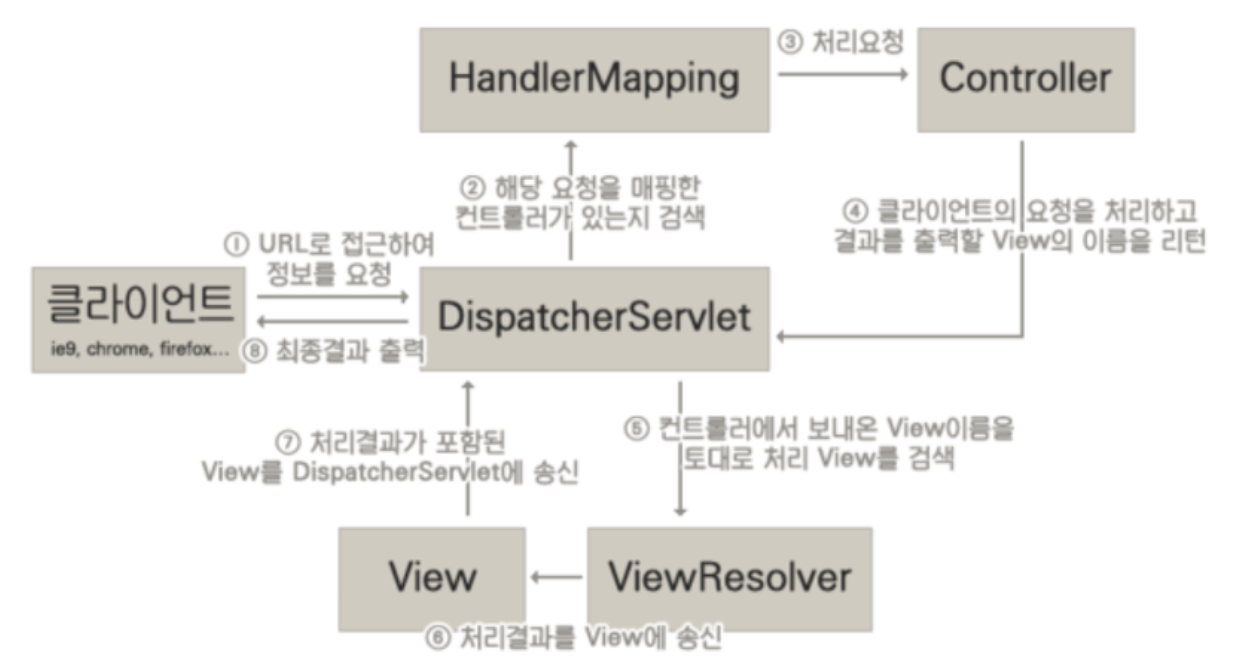 HandlerMapping
③ 처리요청
Controller
② 해당 요청을 매핑한
컨트롤러가 있는지 검색
④ 클라이언트의 요청을 처리하고
결과를 출력할 View의 이름을 리턴
① URL로 접근하여
정보를 요청
클라이언트
ie9, chrome, firefox...
DispatcherServlet
⑧ 최종결과 출력
⑦ 처리결과가 포함된
View를 DispatcherServlet에 송신
⑤ 컨트롤러에서 보내온 View이름을
토대로 처리 View를 검색
View
ViewResolver
⑥ 처리결과를 View에 송신